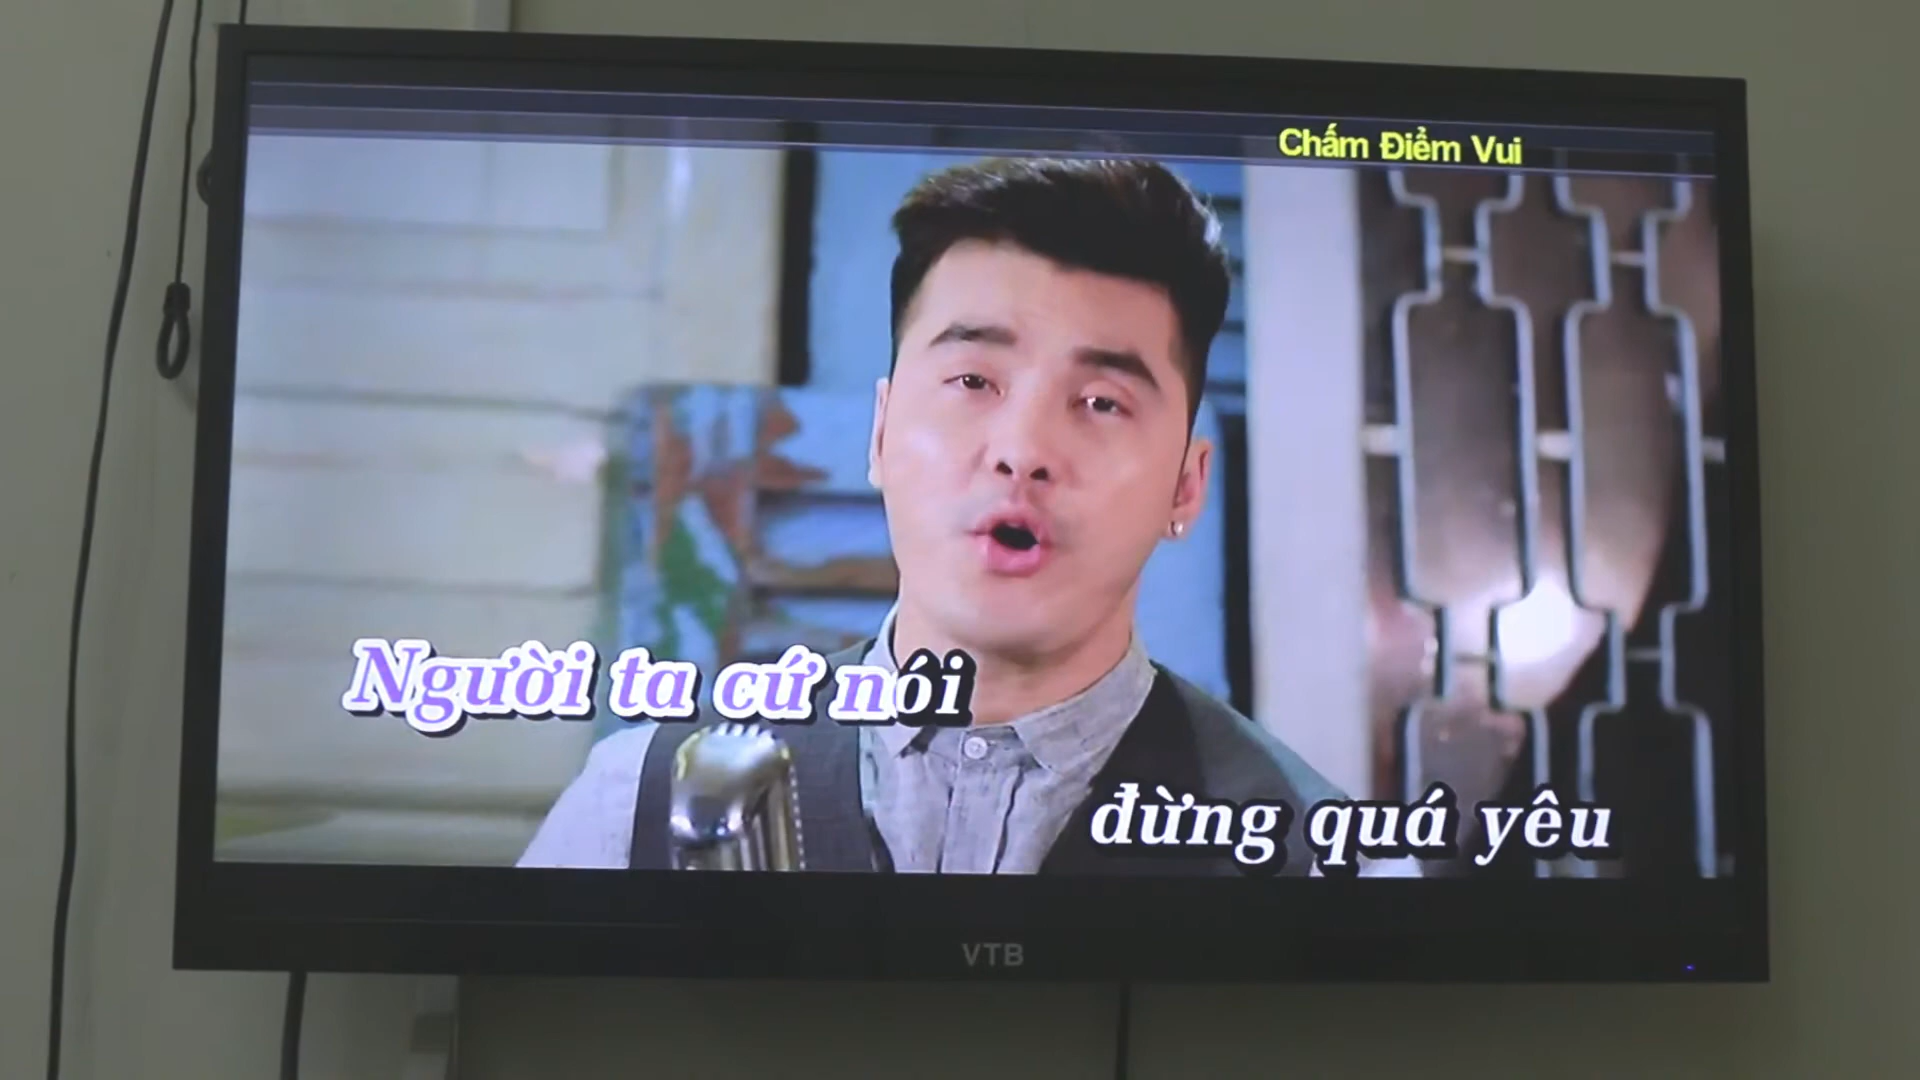 Chấm Điểm Vui
Người ta cứ nói
đừng quá yêu
VTB